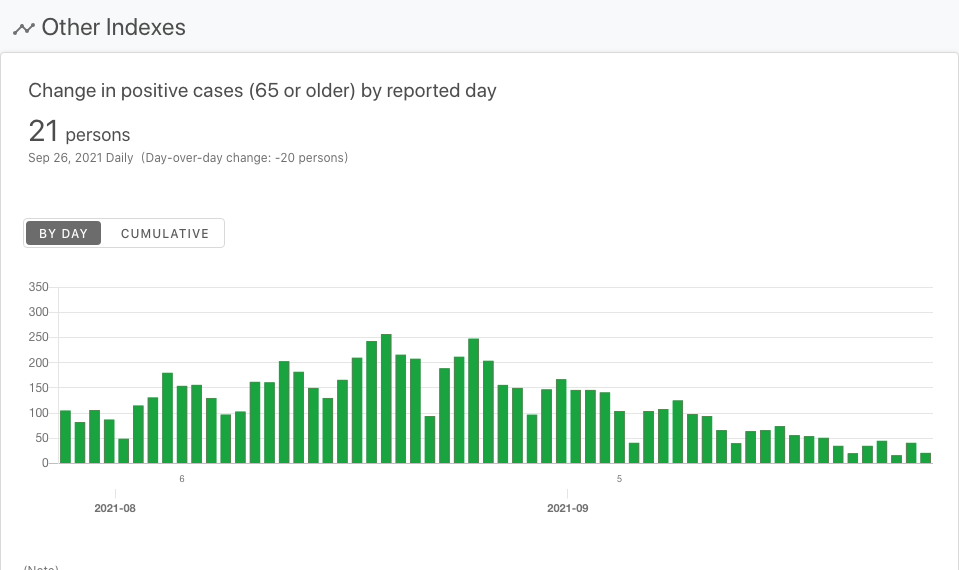 Other Indexes
Change in positive cases (65 or older) by reported day
21 persons
Sep 26, 2021 Daily (Day-over-day change: -20 persons)
BY DAY CUMULATIVE
350
300
250
200
150
100
50
0
6 5
2021-08 2021-09
(Note)